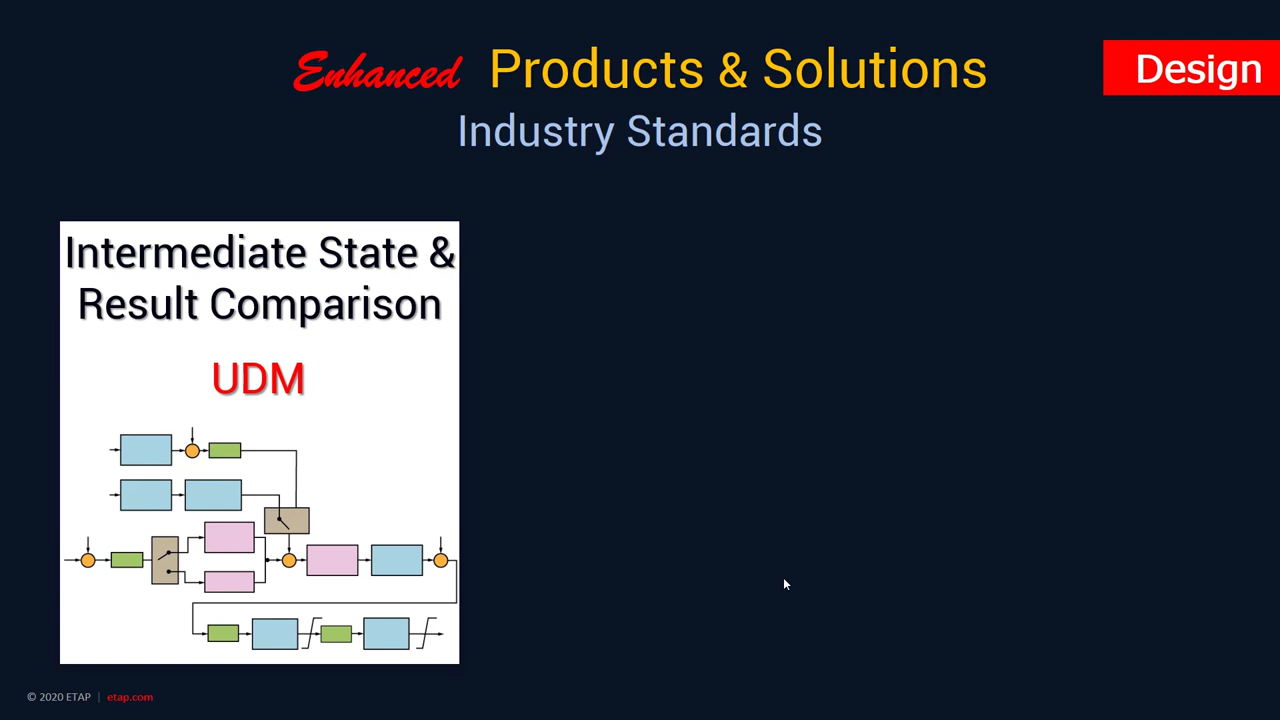 Enhanced Products & Solutions
Design
Industry Standards
Intermediate State &
Result Comparison
UDM
© 2020 ETAP | etap.com